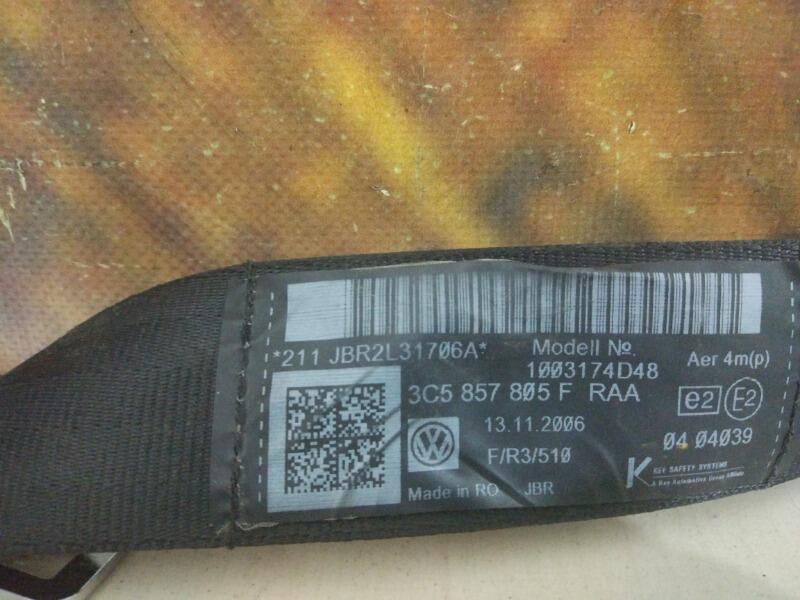 *211 JBR2L31706A*
Modell №.
1003174D48
Aer 4m(p)
3C5 857 805 F RAA
e2 E2
13.11.2006
04 04039
F/R3/510
KEY SAFETY SYSTEMS
A Key Automotive Group Affiliate
Made in RO JBR